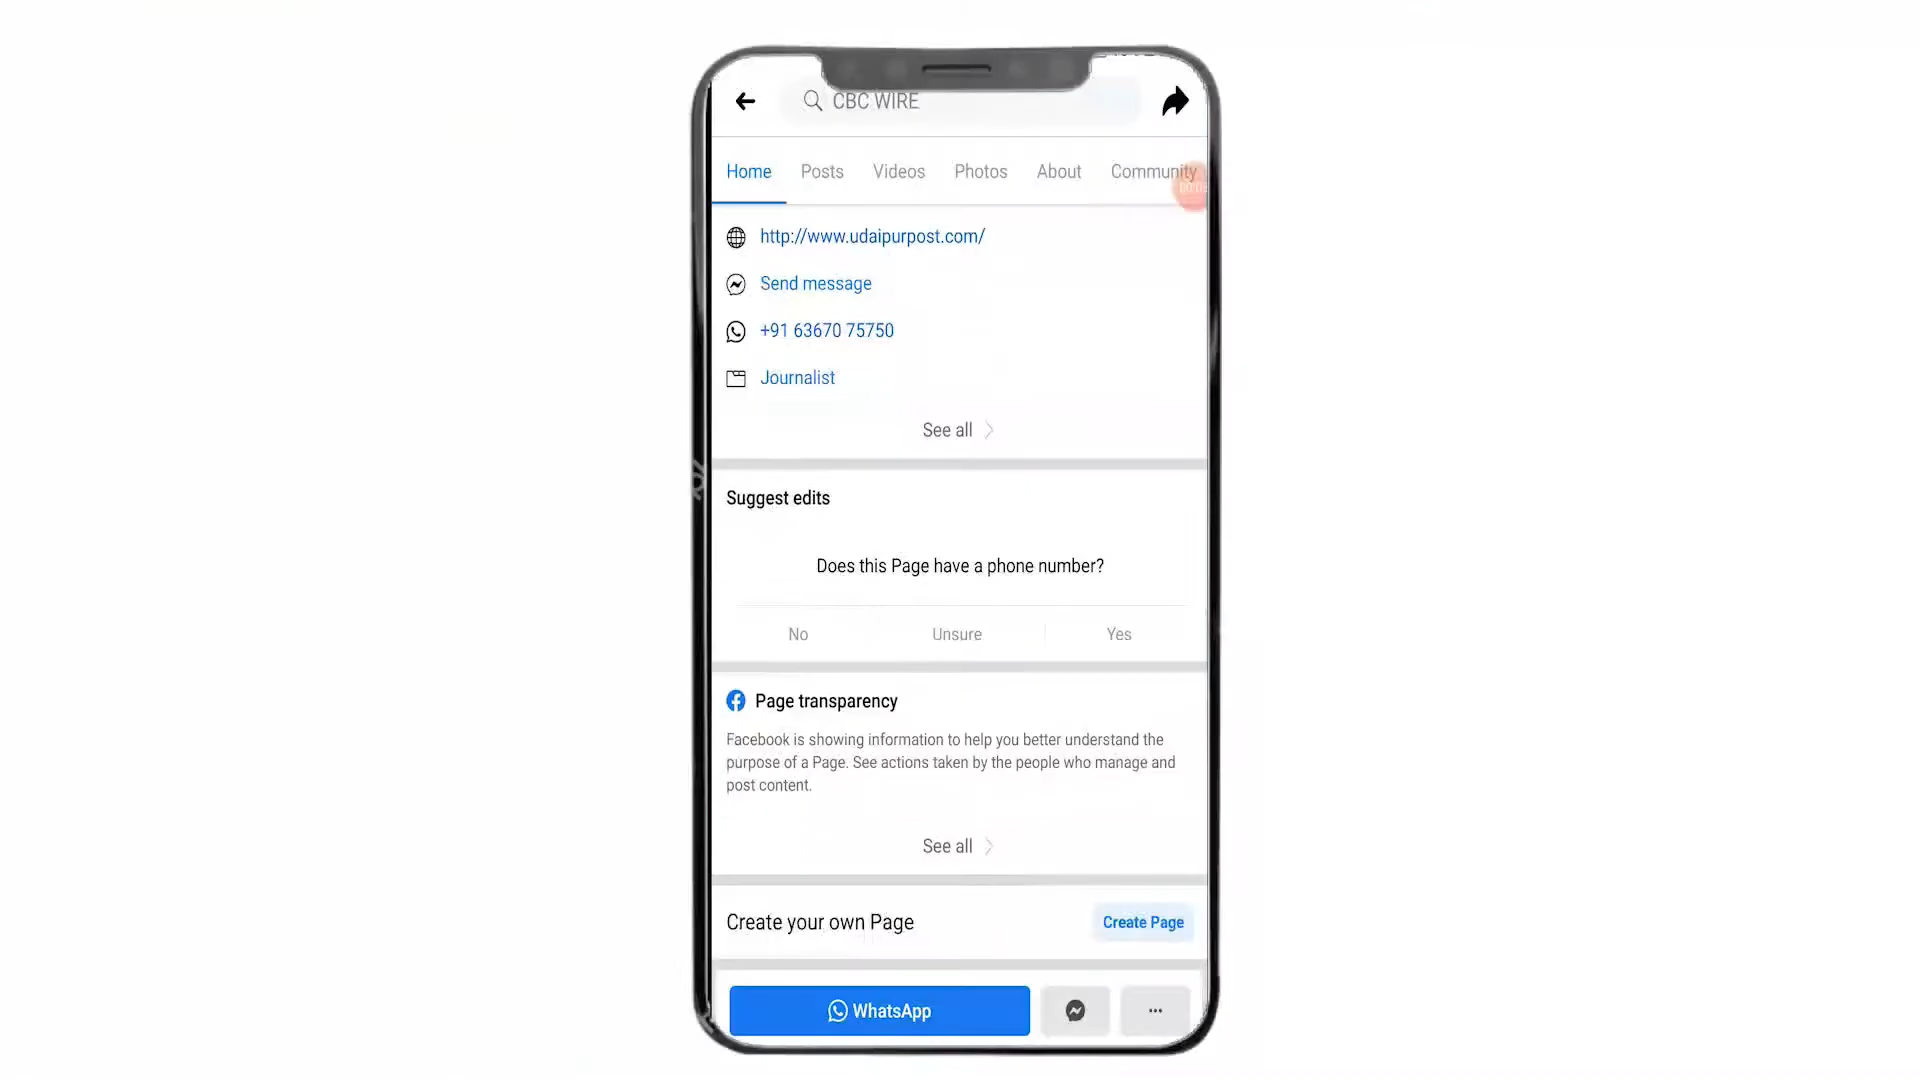 CBC WIRE
Home Posts Videos Photos About Community
http://www.udaipurpost.com/
Send message
+91 63670 75750
Journalist
See all
Suggest edits
Does this Page have a phone number?
No Unsure Yes
Page transparency
Facebook is showing information to help you better understand the
purpose of a Page. See actions taken by the people who manage and
post content.
See all
Create your own Page Create Page
WhatsApp